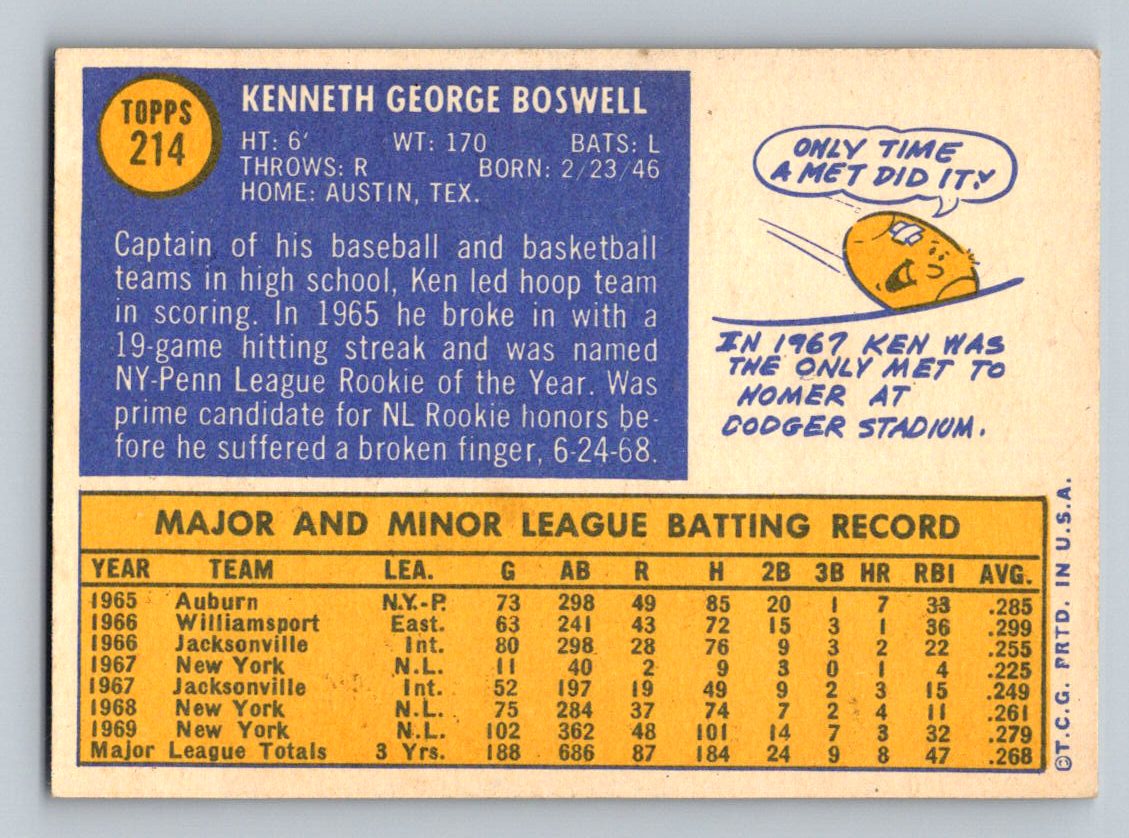 TOPPS
214
KENNETH GEORGE BOSWELL
HT: 6' WT: 170 BATS: L
THROWS: R BORN: 2/23/46
HOME: AUSTIN, TEX.
Captain of his baseball and basketball
teams in high school, Ken led hoop team
in scoring. In 1965 he broke in with a
19-game hitting streak and was named
NY-Penn League Rookie of the Year. Was
prime candidate for NL Rookie honors be-
fore he suffered a broken finger, 6-24-68.
ONLY TIME
A MET DID IT!
IN 1967 KEN WAS
THE ONLY MET TO
HOMER AT
DODGER STADIUM.
MAJOR AND MINOR LEAGUE BATTING RECORD
YEAR TEAM LEA. G AB R H 2B 3B HR RBI AVG.
1965 Auburn N.Y.-P. 73 298 49 85 20 1 7 33 .285
1966 Williamsport East. 63 241 43 72 15 3 1 36 .299
1966 Jacksonville Int. 80 298 28 76 9 3 2 22 .255
1967 New York N.L. 11 40 2 9 3 0 1 4 .225
1967 Jacksonville Int. 52 197 19 49 9 2 3 15 .249
1968 New York N.L. 75 284 37 74 7 2 4 11 .261
1969 New York N.L. 102 362 48 101 14 7 3 32 .279
Major League Totals 3 Yrs. 188 686 87 184 24 9 8 47 .268
©T.C.G. PRTD. IN U.S.A.